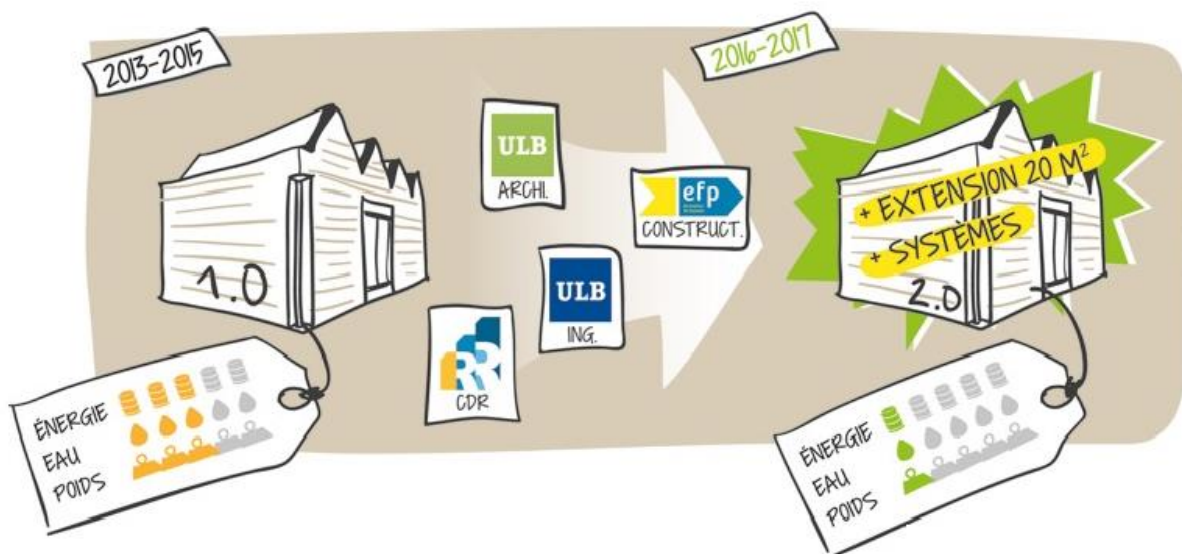 2013-2015
2016-2017
ULB
ARCHI.
efp
CONSTRUCT.
ULB
ING.
RR
CDR
1.0
+ EXTENSION 20 M²
+ SYSTÈMES
2.0
ÉNERGIE
EAU
POIDS
ÉNERGIE
EAU
POIDS